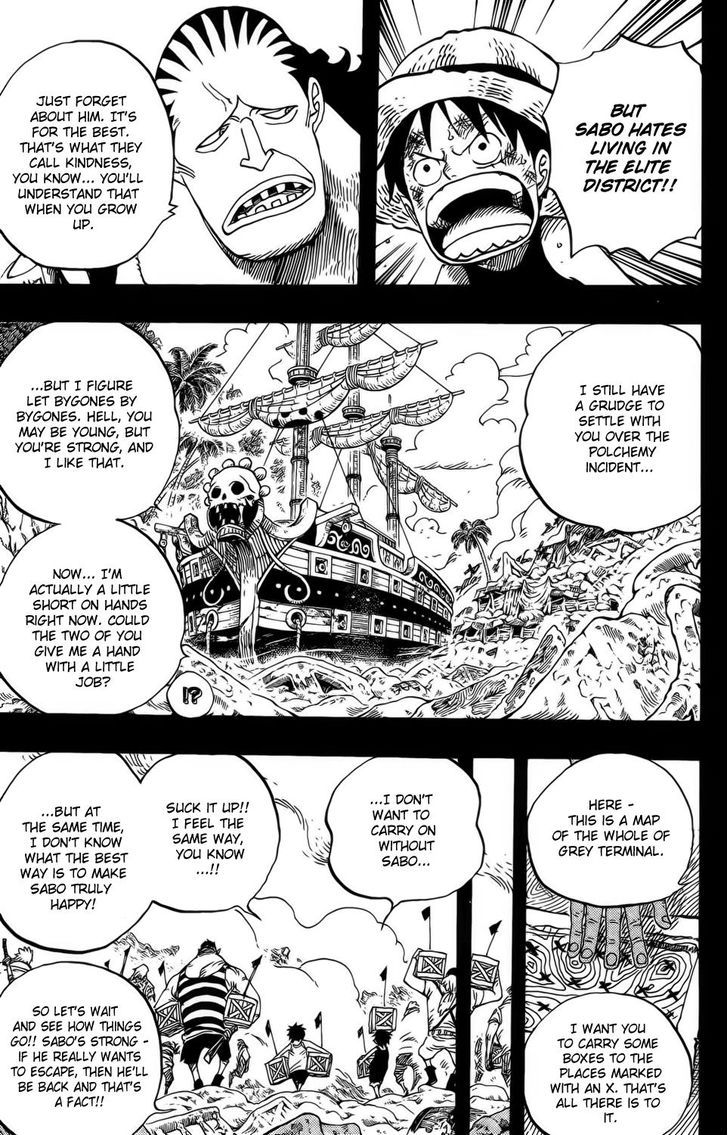 BUT
SABO HATES
LIVING IN
THE ELITE
DISTRICT!!
JUST FORGET
ABOUT HIM. IT'S
FOR THE BEST.
THAT'S WHAT THEY
CALL KINDNESS,
YOU KNOW... YOU'LL
UNDERSTAND THAT
WHEN YOU GROW
UP.
I STILL HAVE
A GRUDGE TO
SETTLE WITH
YOU OVER THE
POLCHEMY
INCIDENT...
...BUT I FIGURE
LET BYGONES BY
BYGONES. HELL, YOU
MAY BE YOUNG, BUT
YOU'RE STRONG, AND
I LIKE THAT.
NOW... I'M
ACTUALLY A LITTLE
SHORT ON HANDS
RIGHT NOW. COULD
THE TWO OF YOU
GIVE ME A HAND
WITH A LITTLE
JOB?
!?
HERE -
THIS IS A MAP
OF THE WHOLE OF
GREY TERMINAL.
I WANT YOU
TO CARRY SOME
BOXES TO THE
PLACES MARKED
WITH AN X. THAT'S
ALL THERE IS TO
IT.
...I DON'T
WANT TO
CARRY ON
WITHOUT
SABO...
SUCK IT UP!!
I FEEL THE
SAME WAY,
YOU KNOW
...!!
...BUT AT
THE SAME TIME,
I DON'T KNOW
WHAT THE BEST
WAY IS TO MAKE
SABO TRULY
HAPPY!
SO LET'S WAIT
AND SEE HOW THINGS
GO!! SABO'S STRONG -
IF HE REALLY WANTS
TO ESCAPE, THEN HE'LL
BE BACK AND THAT'S
A FACT!!